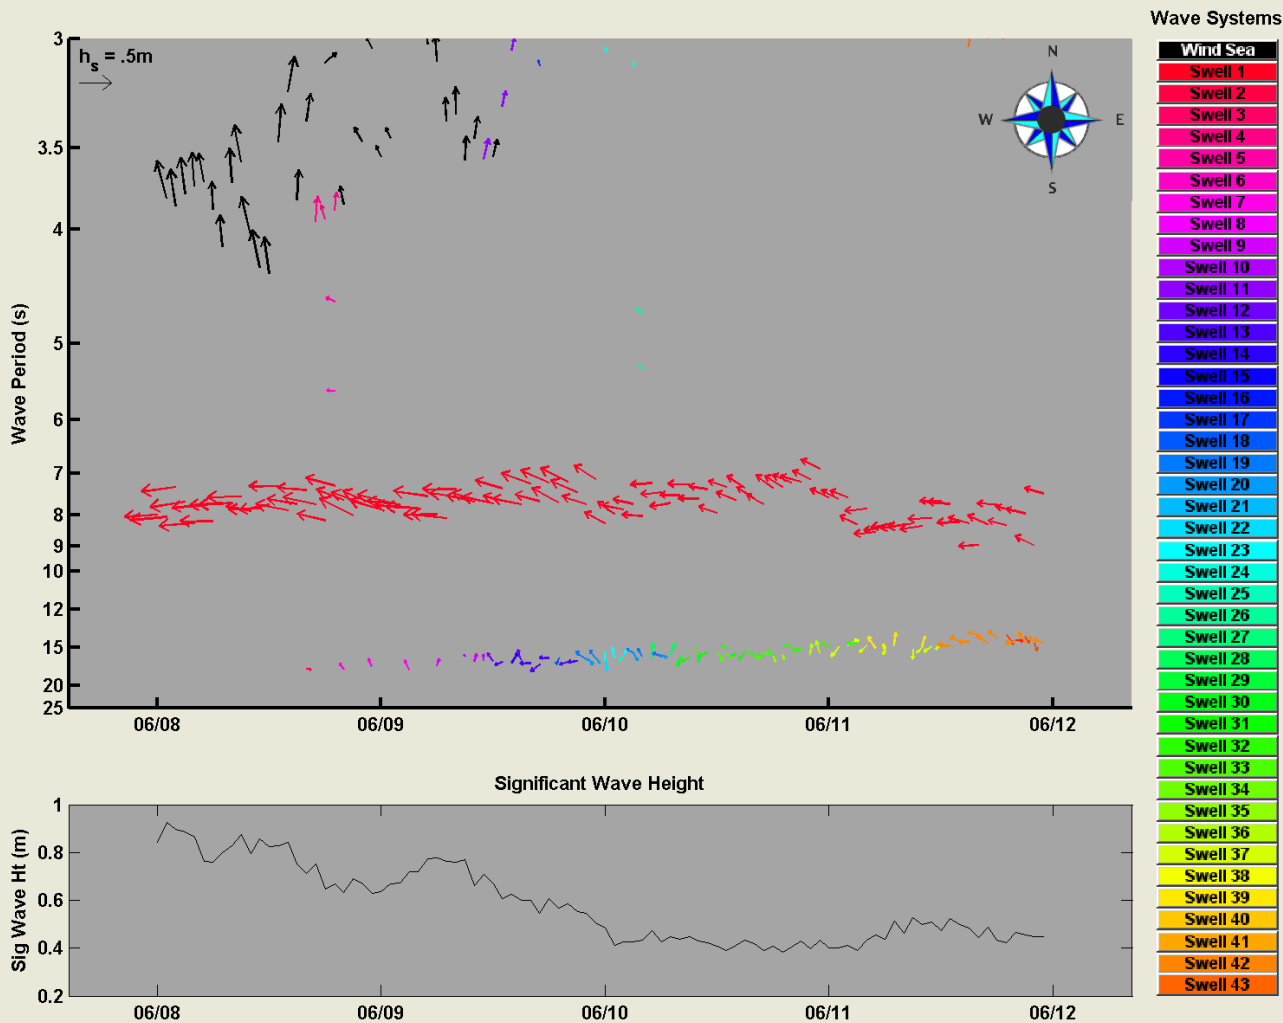 Wave Systems
3
h_s = .5m
N
W
E
S
3.5
4
5
6
7
8
9
10
12
15
20
25
Wave Period (s)
06/08
06/09
06/10
06/11
06/12
Wind Sea
Swell 1
Swell 2
Swell 3
Swell 4
Swell 5
Swell 6
Swell 7
Swell 8
Swell 9
Swell 10
Swell 11
Swell 12
Swell 13
Swell 14
Swell 15
Swell 16
Swell 17
Swell 18
Swell 19
Swell 20
Swell 21
Swell 22
Swell 23
Swell 24
Swell 25
Swell 26
Swell 27
Swell 28
Swell 29
Swell 30
Swell 31
Swell 32
Swell 33
Swell 34
Swell 35
Swell 36
Swell 37
Swell 38
Swell 39
Swell 40
Swell 41
Swell 42
Swell 43
Significant Wave Height
1
0.8
0.6
0.4
0.2
Sig Wave Ht (m)
06/08
06/09
06/10
06/11
06/12